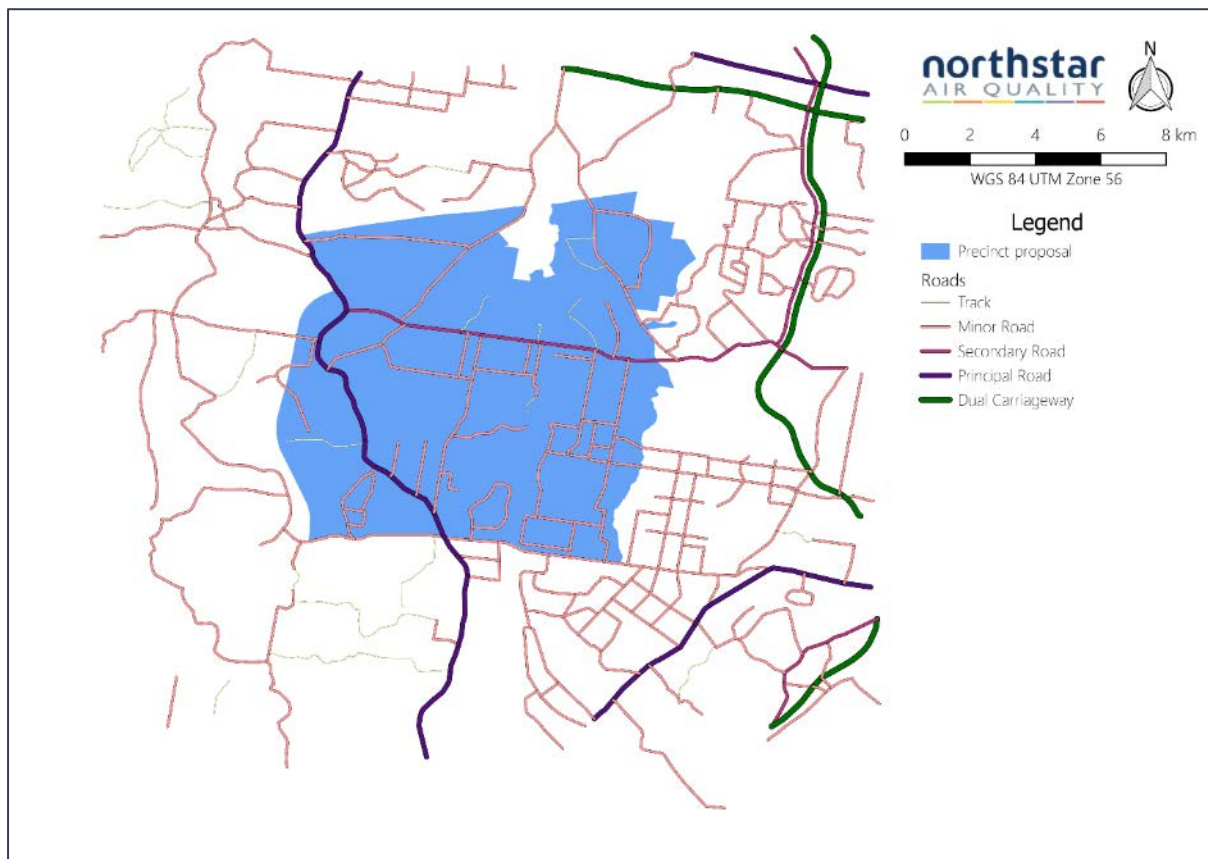 northstar
AIR QUALITY
N
0 2 4 6 8 km
WGS 84 UTM Zone 56
Legend
Precinct proposal
Roads
Track
Minor Road
Secondary Road
Principal Road
Dual Carriageway